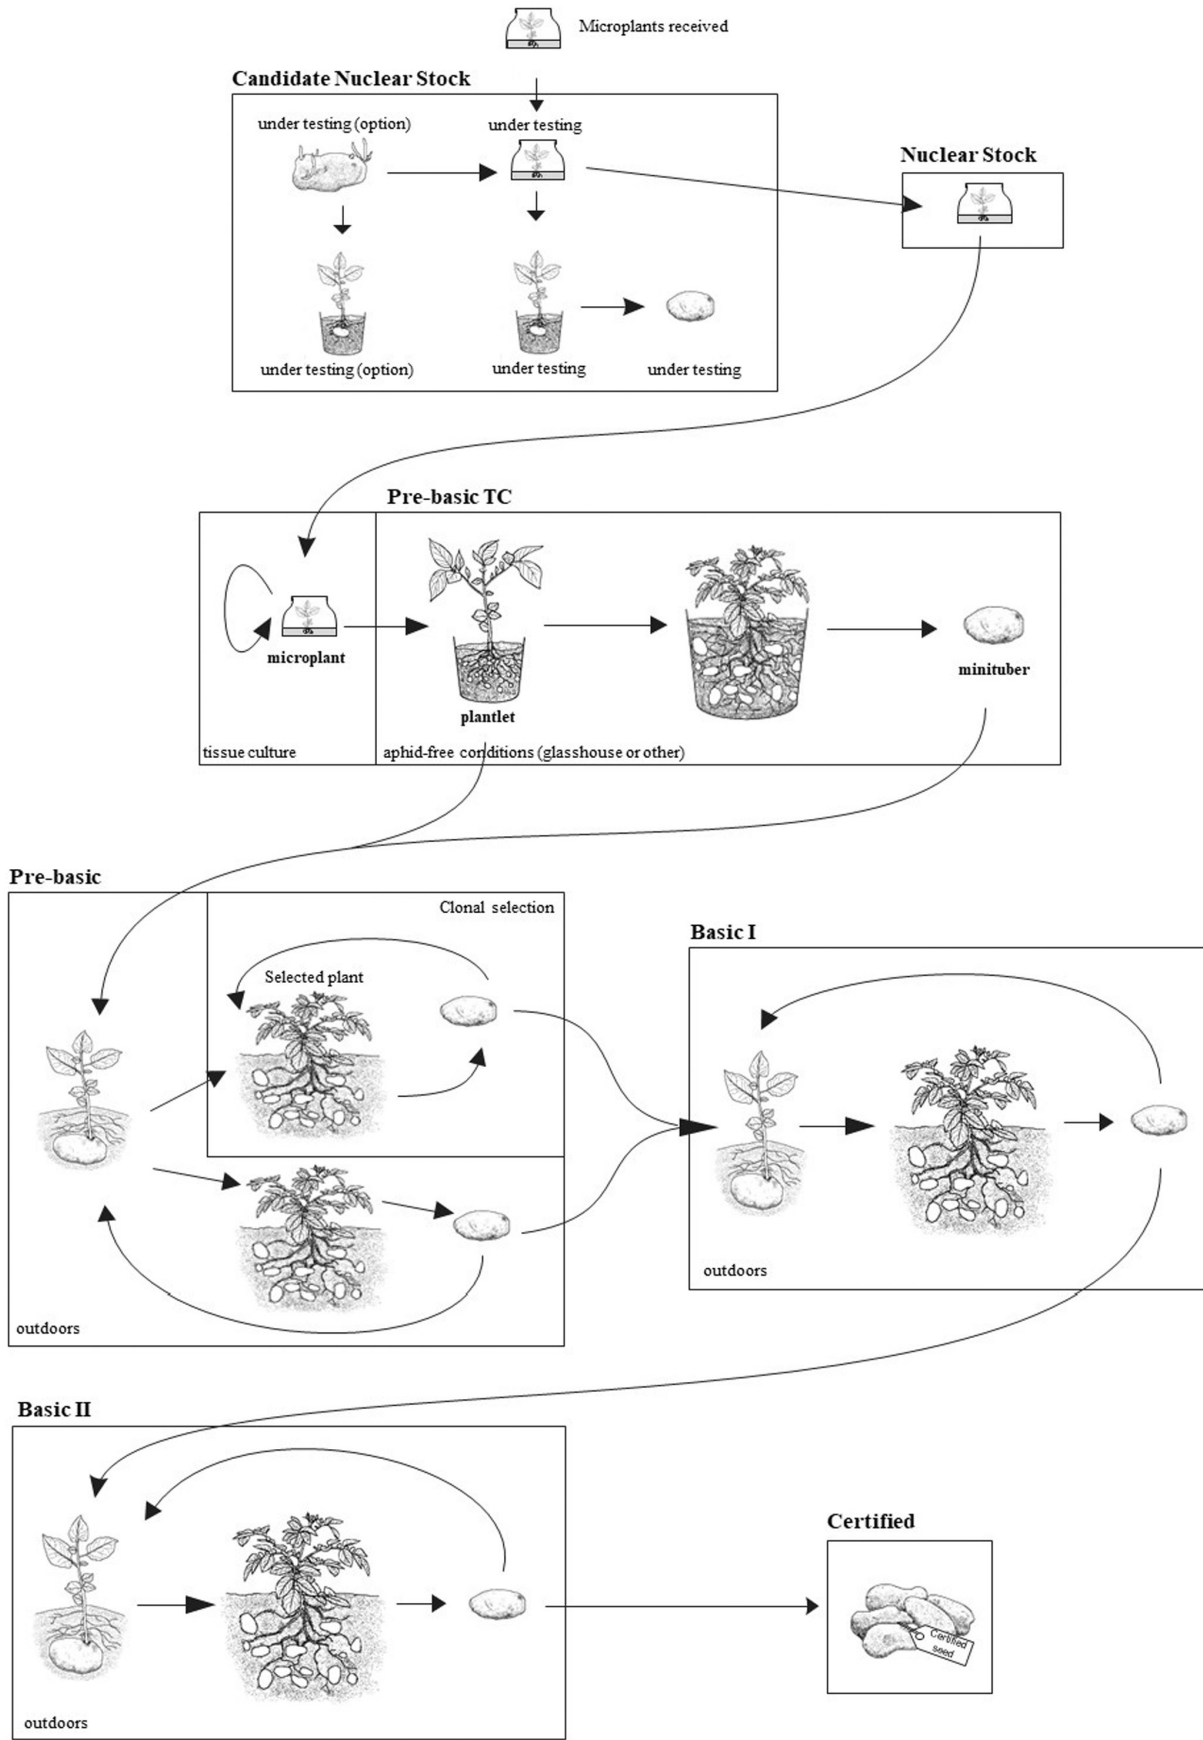 Microplants received
Candidate Nuclear Stock
under testing (option)
under testing
Nuclear Stock
under testing (option)
under testing
under testing
Pre-basic TC
microplant
plantlet
minituber
tissue culture
aphid-free conditions (glasshouse or other)
Pre-basic
Clonal selection
Selected plant
outdoors
Basic I
outdoors
Basic II
outdoors
Certified
Certified
seed